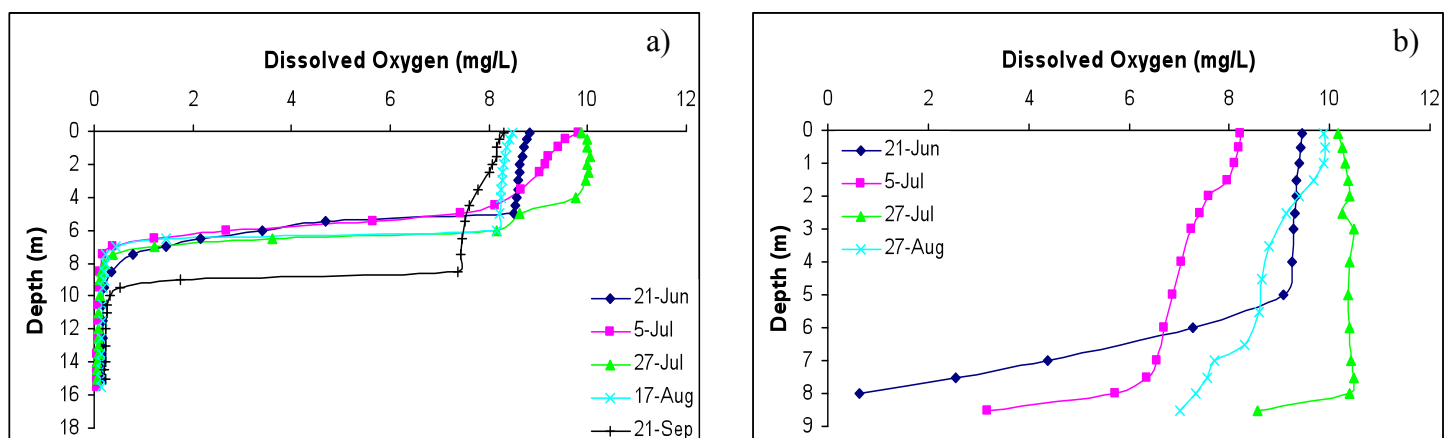 a)
Dissolved Oxygen (mg/L)
0 2 4 6 8 10 12
0
2
4
6
8
10
12
14
16
18
Depth (m)
21-Jun
5-Jul
27-Jul
17-Aug
21-Sep
b)
Dissolved Oxygen (mg/L)
0 2 4 6 8 10 12
0
1
2
3
4
5
6
7
8
9
Depth (m)
21-Jun
5-Jul
27-Jul
27-Aug